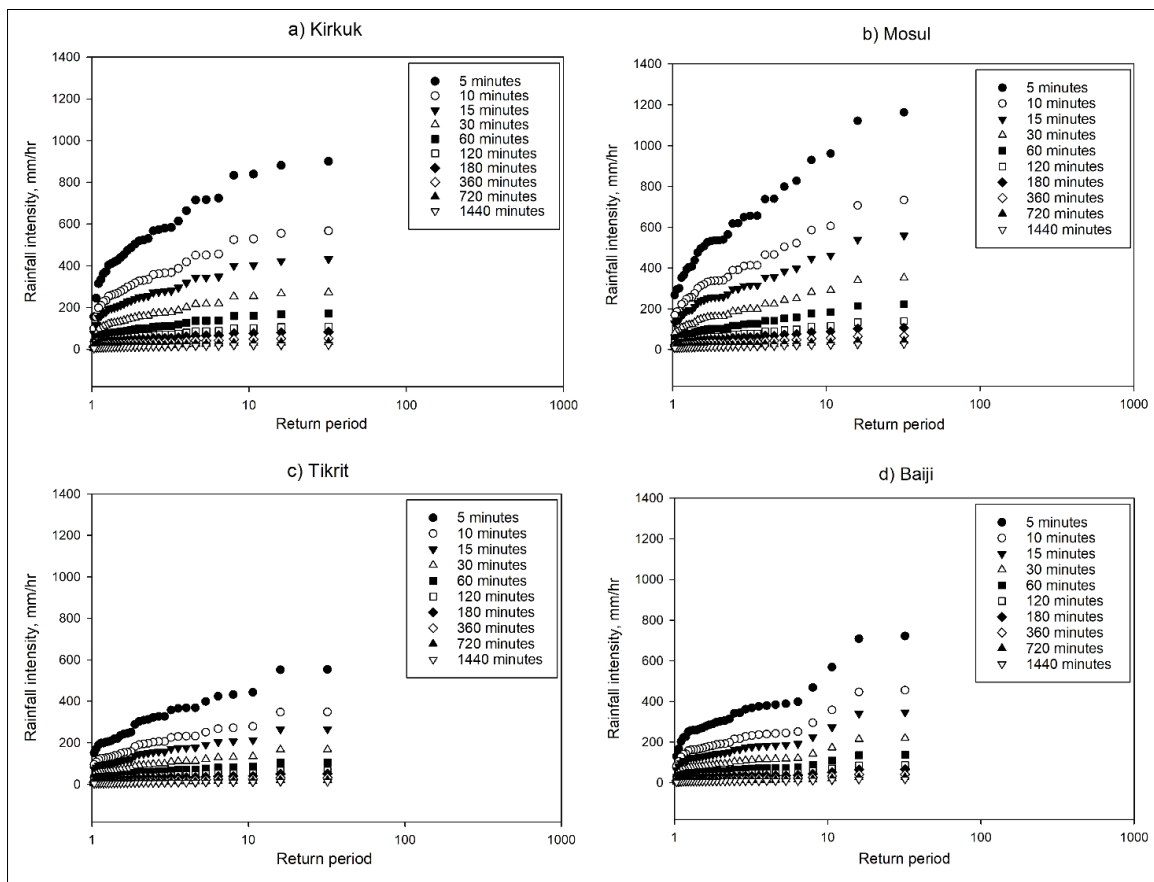 a) Kirkuk
1400
1200
1000
800
600
400
200
0
Rainfall intensity, mm/hr
5 minutes
10 minutes
15 minutes
30 minutes
60 minutes
120 minutes
180 minutes
360 minutes
720 minutes
1440 minutes
1 10 100 1000
Return period
b) Mosul
1400
1200
1000
800
600
400
200
0
Rainfall intensity, mm/hr
5 minutes
10 minutes
15 minutes
30 minutes
60 minutes
120 minutes
180 minutes
360 minutes
720 minutes
1440 minutes
1 10 100 1000
Return period
c) Tikrit
1400
1200
1000
800
600
400
200
0
Rainfall intensity, mm/hr
5 minutes
10 minutes
15 minutes
30 minutes
60 minutes
120 minutes
180 minutes
360 minutes
720 minutes
1440 minutes
1 10 100 1000
Return period
d) Baiji
1400
1200
1000
800
600
400
200
0
Rainfall intensity, mm/hr
5 minutes
10 minutes
15 minutes
30 minutes
60 minutes
120 minutes
180 minutes
360 minutes
720 minutes
1440 minutes
1 10 100 1000
Return period